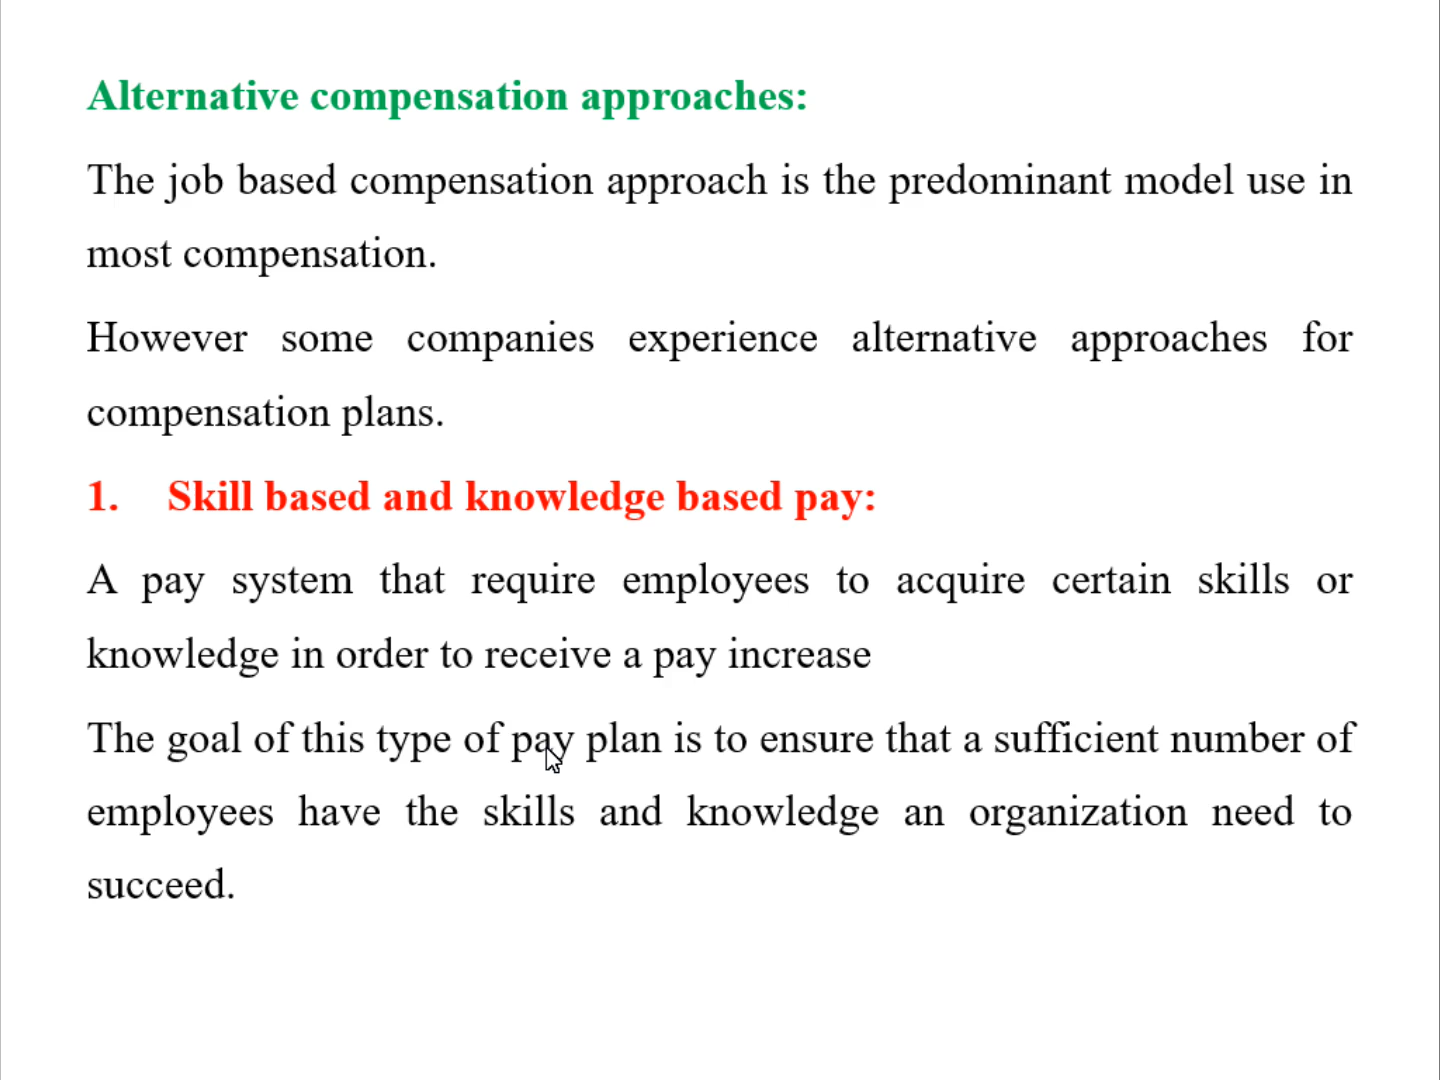 Alternative compensation approaches:
The job based compensation approach is the predominant model use in
most compensation.
However some companies experience alternative approaches for
compensation plans.
1. Skill based and knowledge based pay:
A pay system that require employees to acquire certain skills or
knowledge in order to receive a pay increase
The goal of this type of pay plan is to ensure that a sufficient number of
employees have the skills and knowledge an organization need to
succeed.